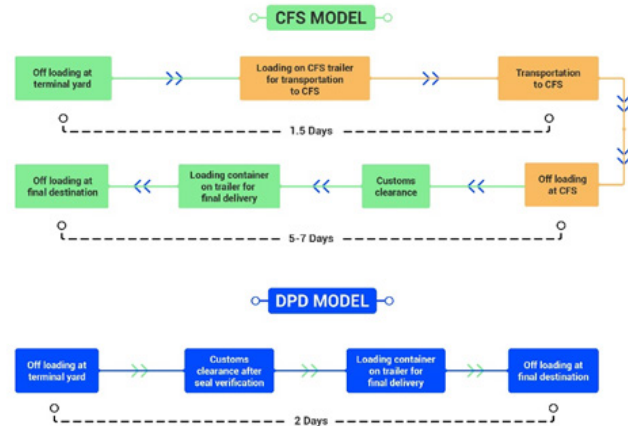 CFS MODEL
Off loading at
terminal yard
Loading on CFS trailer
for transportation
to CFS
Transportation
to CFS
1.5 Days
Off loading at
final destination
Loading container
on trailer for
final delivery
Customs
clearance
Off loading
at CFS
5-7 Days
DPD MODEL
Off loading at
terminal yard
Customs
clearance after
seal verification
Loading container
on trailer for
final delivery
Off loading at
final destination
2 Days